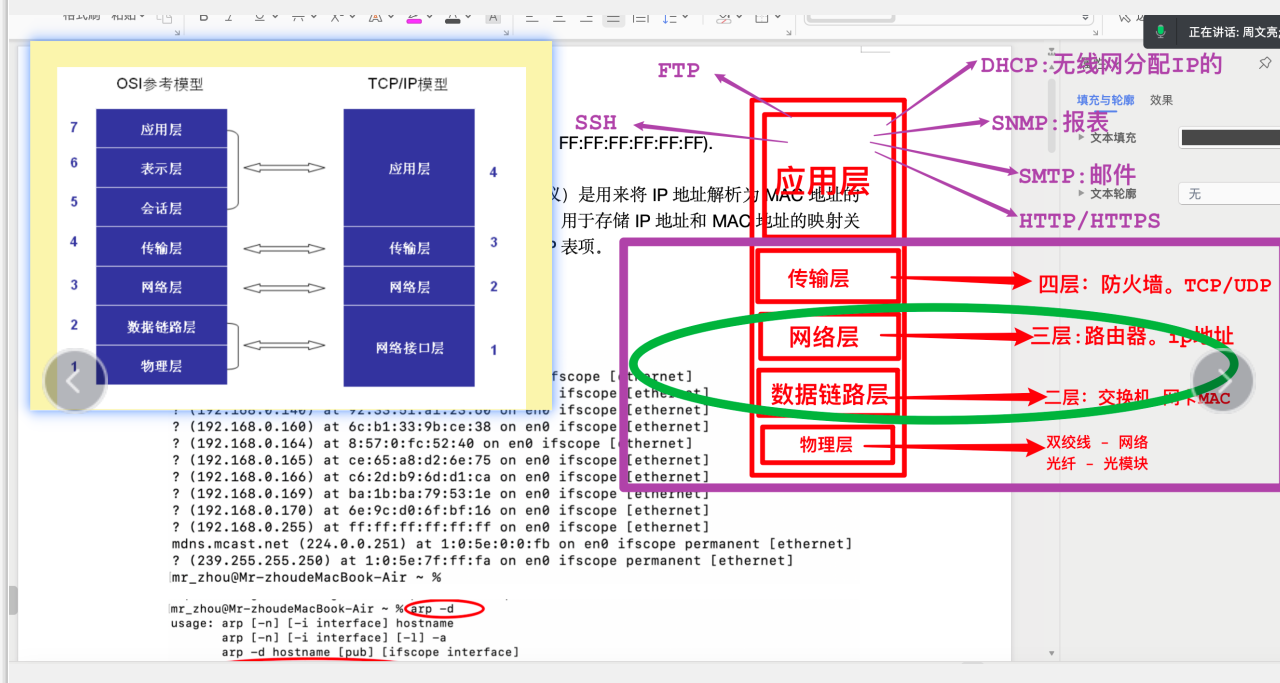 格式刷 粘贴
正在讲话: 周文亮;
OSI参考模型 TCP/IP模型
7 应用层
6 表示层
5 会话层
应用层 4
4 传输层 传输层 3
3 网络层 网络层 2
2 数据链路层
网络接口层 1
1 物理层
FF:FF:FF:FF:FF:FF).
议）是用来将 IP 地址解析为 MAC 地址的
用于存储 IP 地址和 MAC 地址的映射关
P 表项。
FTP
SSH
DHCP:无线网分配IP的
SNMP:报表
SMTP:邮件
HTTP/HTTPS
应用层
传输层 四层: 防火墙。TCP/UDP
网络层 三层:路由器。ip地址
数据链路层 二层: 交换机 网卡MAC
物理层 双绞线 - 网络
光纤 - 光模块
填充与轮廓 效果
文本填充
文本轮廓 无
fscope [ethernet]
ifscope [ethernet]
? (192.168.0.140) at 92:33:51:a1:23:60 on en0 ifscope [ethernet]
? (192.168.0.160) at 6c:b1:33:9b:ce:38 on en0 ifscope [ethernet]
? (192.168.0.164) at 8:57:0:fc:52:40 on en0 ifscope [ethernet]
? (192.168.0.165) at ce:65:a8:d2:6e:75 on en0 ifscope [ethernet]
? (192.168.0.166) at c6:2d:b9:6d:d1:ca on en0 ifscope [ethernet]
? (192.168.0.169) at ba:1b:ba:79:53:1e on en0 ifscope [ethernet]
? (192.168.0.170) at 6e:9c:d0:6f:bf:16 on en0 ifscope [ethernet]
? (192.168.0.255) at ff:ff:ff:ff:ff:ff on en0 ifscope [ethernet]
mdns.mcast.net (224.0.0.251) at 1:0:5e:0:0:fb on en0 ifscope permanent [ethernet]
? (239.255.255.250) at 1:0:5e:7f:ff:fa on en0 ifscope permanent [ethernet]
mr_zhou@Mr-zhoudeMacBook-Air ~ %
mr_zhou@Mr-zhoudeMacBook-Air ~ % arp -d
usage: arp [-n] [-i interface] hostname
arp [-n] [-i interface] [-l] -a
arp -d hostname [pub] [ifscope interface]